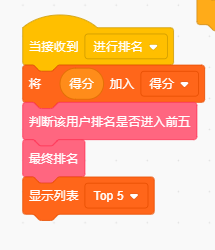 当接收到 进行排名
将 得分 加入 得分
判断该用户排名是否进入前五
最终排名
显示列表 Top 5